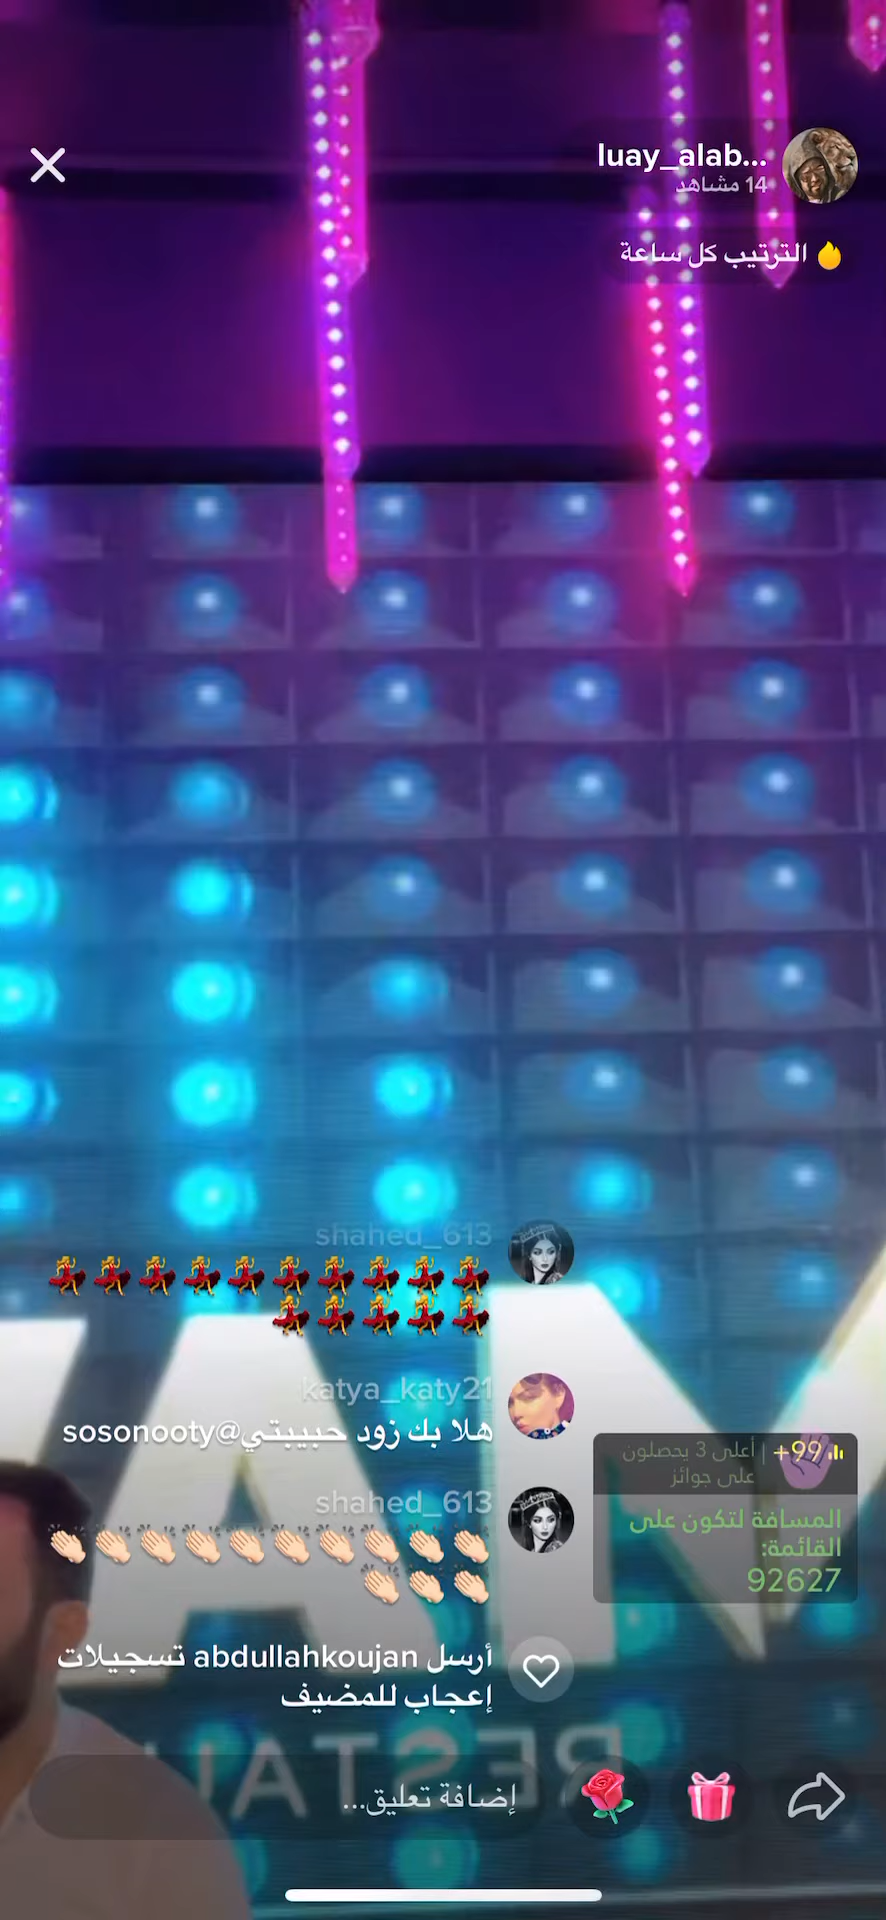 luay_alab...
14 مشاهد
الترتيب كل ساعة
shahed_613
katya_katy21
هلا بك زود حبيبتي@sosonooty
shahed_613
+99 | أعلى 3 يحصلون
على جوائز
المسافة لتكون على
القائمة:
92627
أرسل abdullahkoujan تسجيلات
إعجاب للمضيف
إضافة تعليق...